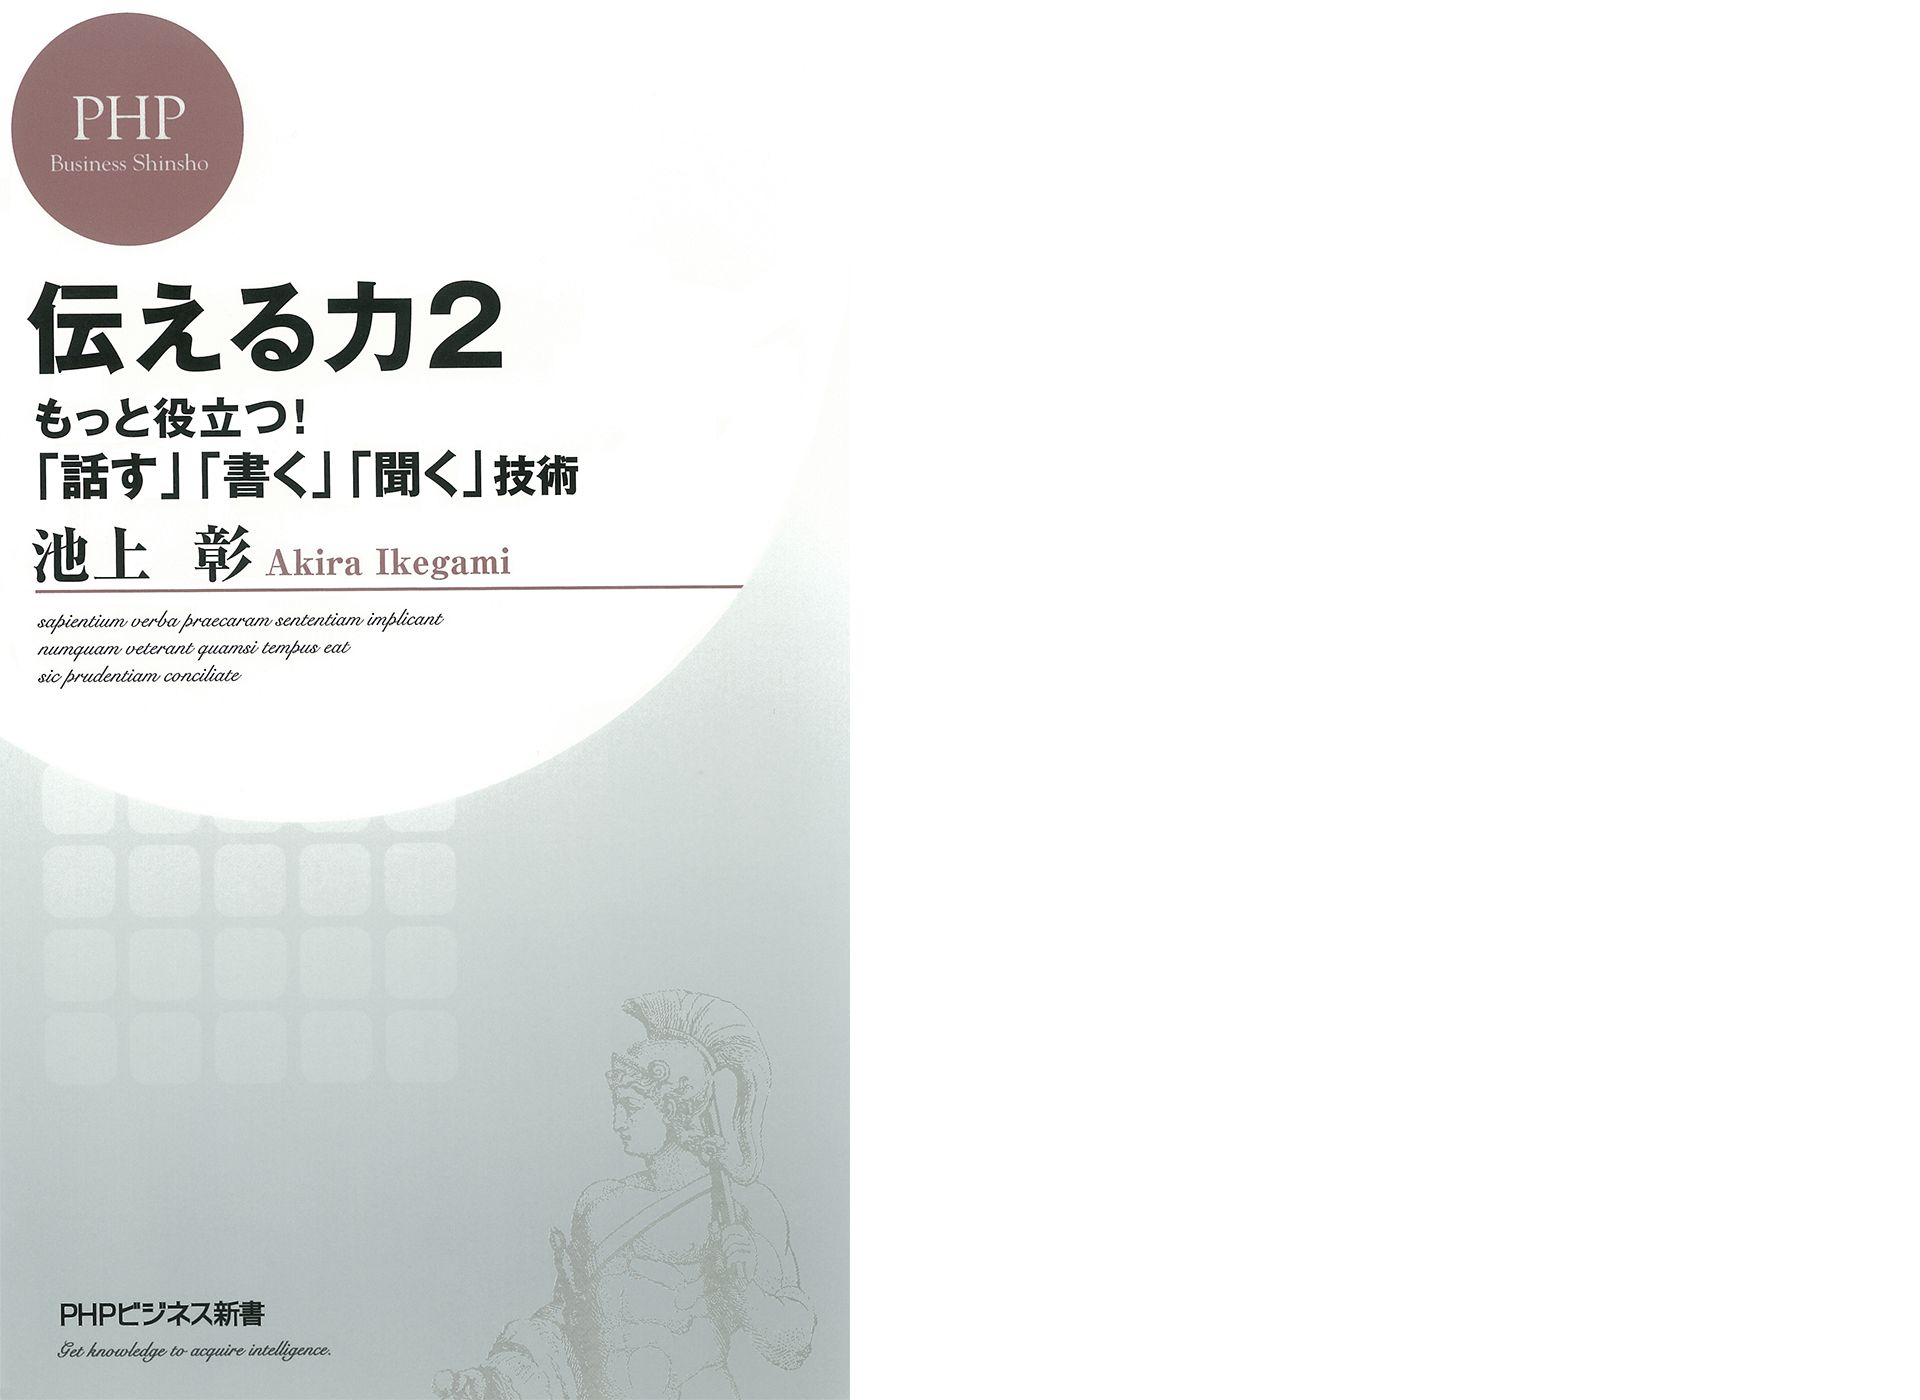 PHP
Business Shinsho
伝える力2
もっと役立つ!
「話す」「書く」「聞く」技術
池上 彰 Akira Ikegami
sapientium verba praecaram sententiam implicant
numquam veterant quamsi tempus eat
sic prudentiam conciliate
PHPビジネス新書
Get knowledge to acquire intelligence.